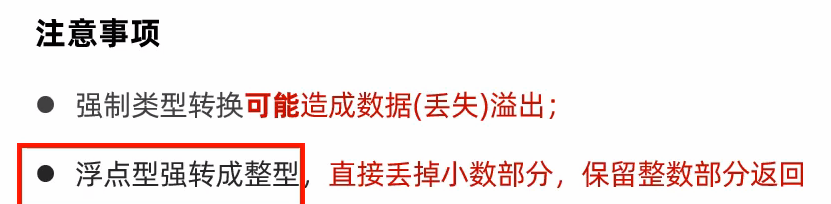 注意事项
● 强制类型转换可能造成数据(丢失)溢出；
● 浮点型强转成整型，直接丢掉小数部分，保留整数部分返回